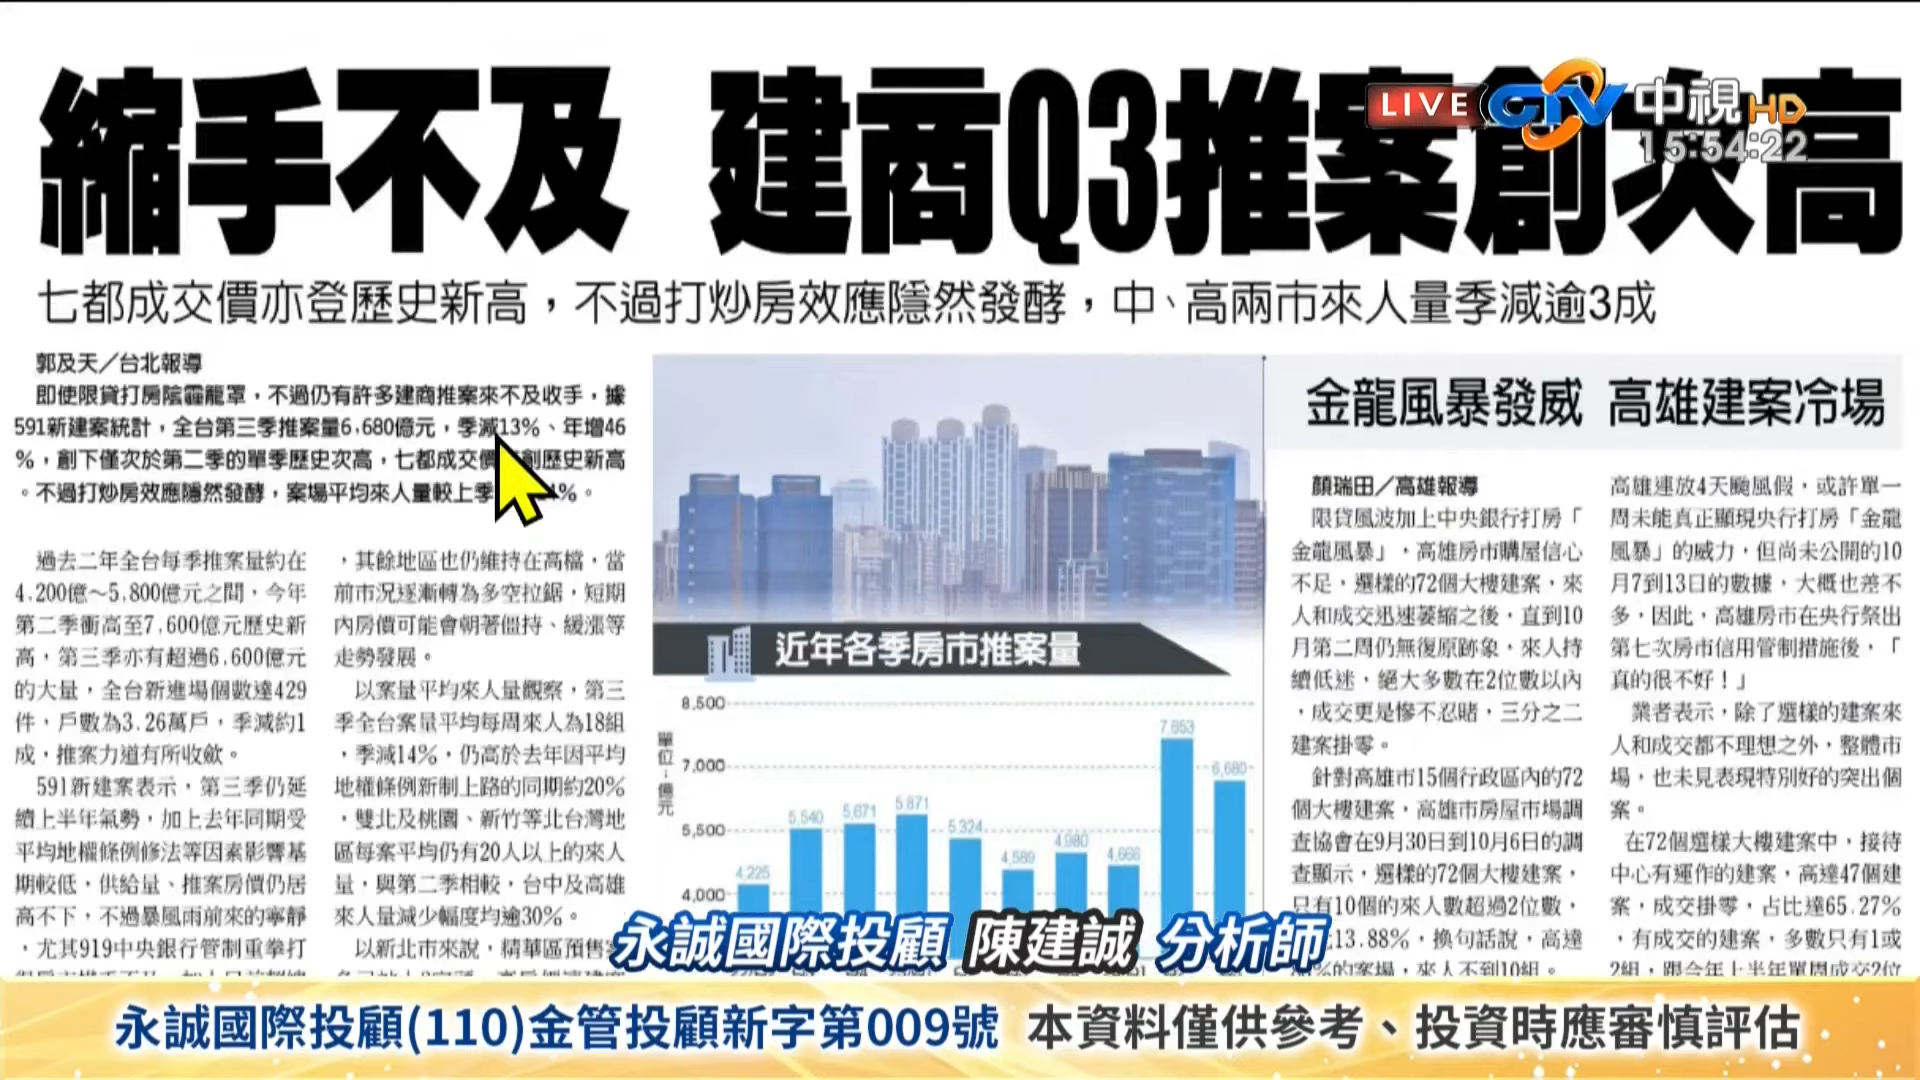 縮手不及 建商Q3推案創次高
LIVE CTV 中視HD
15:54:22
七都成交價亦登歷史新高，不過打炒房效應隱然發酵，中、高兩市來人量季減逾3成
郭及天／台北報導
即使限貸打房陰霾籠罩，不過仍有許多建商推案來不及收手，據
591新建案統計，全台第三季推案量6,680億元，季減13%、年增46
%，創下僅次於第二季的單季歷史次高，七都成交價 創歷史新高
。不過打炒房效應隱然發酵，案場平均來人量較上季 4%。
過去二年全台每季推案量約在
4,200億～5,800億元之間，今年
第二季衝高至7,600億元歷史新
高，第三季亦有超過6,600億元
的大量，全台新進場個數達429
件，戶數為3.26萬戶，季減約1
成，推案力道有所收斂。
591新建案表示，第三季仍延
續上半年氣勢，加上去年同期受
平均地權條例修法等因素影響基
期較低，供給量、推案房價仍居
高不下，不過暴風雨前來的寧靜
，尤其919中央銀行管制重拳打
，其餘地區也仍維持在高檔，當
前市況逐漸轉為多空拉鋸，短期
內房價可能會朝著僵持、緩漲等
走勢發展。
以案量平均來人量觀察，第三
季全台案量平均每周來人為18組
，季減14%，仍高於去年因平均
地權條例新制上路的同期約20%
，雙北及桃園、新竹等北台灣地
區每案平均仍有20人以上的來人
量，與第二季相較，台中及高雄
來人量減少幅度均逾30%。
以新北市來說，精華區預售
近年各季房市推案量
單位：億元
8,500
7,000
5,500
4,000
4,225
5,540
5,671
5,871
5,324
4,589
4,980
4,666
7,653
6,680
金龍風暴發威 高雄建案冷場
顏瑞田／高雄報導
限貸風波加上中央銀行打房「
金龍風暴」，高雄房市購屋信心
不足，選樣的72個大樓建案，來
人和成交迅速萎縮之後，直到10
月第二周仍無復原跡象，來人持
續低迷，絕大多數在2位數以內
，成交更是慘不忍睹，三分之二
建案掛零。
針對高雄市15個行政區內的72
個大樓建案，高雄市房屋市場調
查協會在9月30日到10月6日的調
查顯示，選樣的72個大樓建案，
只有10個的來人數超過2位數，
13.88%，換句話說，高達
%的案場，來人不到10組。
高雄連放4天颱風假，或許單一
周未能真正顯現央行打房「金龍
風暴」的威力，但尚未公開的10
月7到13日的數據，大概也差不
多，因此，高雄房市在央行祭出
第七次房市信用管制措施後，「
真的很不好！」
業者表示，除了選樣的建案來
人和成交都不理想之外，整體市
場，也未見表現特別好的突出個
案。
在72個選樣大樓建案中，接待
中心有運作的建案，高達47個建
案，成交掛零，占比達65.27%
，有成交的建案，多數只有1或
2組，跟今年上半年單周成交2位
永誠國際投顧 陳建誠 分析師
永誠國際投顧(110)金管投顧新字第009號 本資料僅供參考、投資時應審慎評估